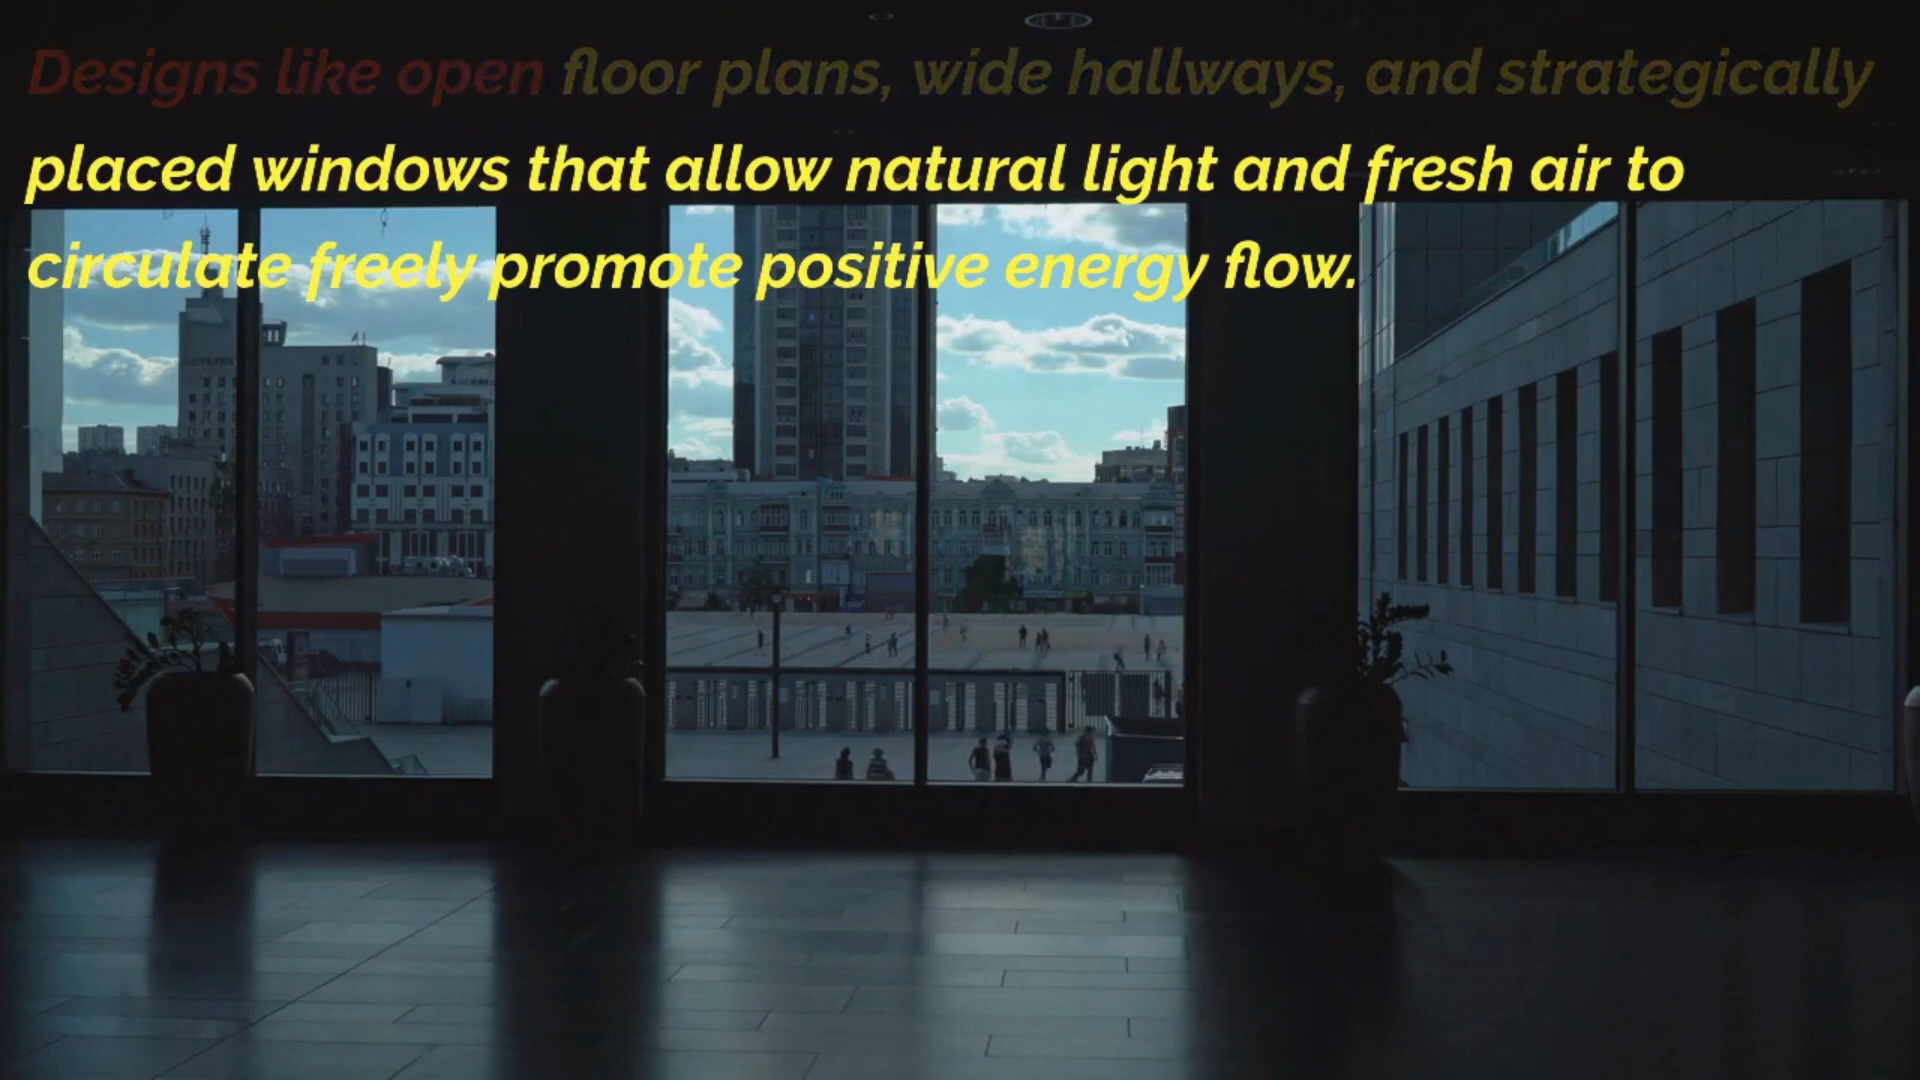 Designs like open floor plans, wide hallways, and strategically
placed windows that allow natural light and fresh air to
circulate freely promote positive energy flow.